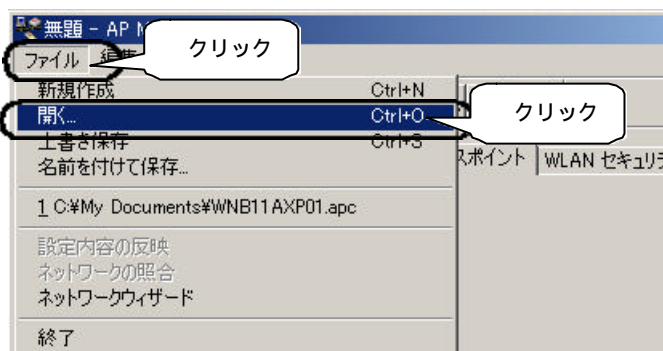 無題 - AP M
クリック
ファイル 編集
新規作成 Ctrl+N
開く... Ctrl+O
クリック
上書き保存 Ctrl+S
名前を付けて保存...
スポイント WLAN セキュリテ
1 C:¥My Documents¥WNB11AXP01.apc
設定内容の反映
ネットワークの照合
ネットワークウィザード
終了